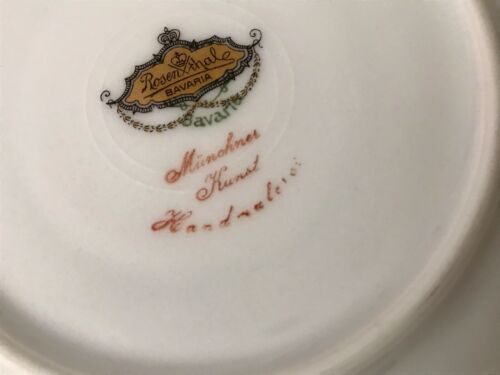 Rosenthal
BAVARIA
Bavaria
Münchner
Kunst
Handmalerei